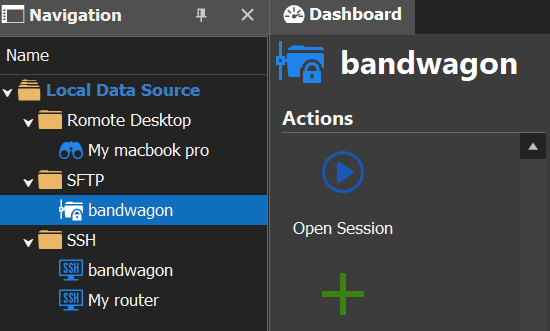 Navigation
Name
Local Data Source
Romote Desktop
My macbook pro
SFTP
bandwagon
SSH
SSH bandwagon
SSH My router
Dashboard
bandwagon
Actions
Open Session